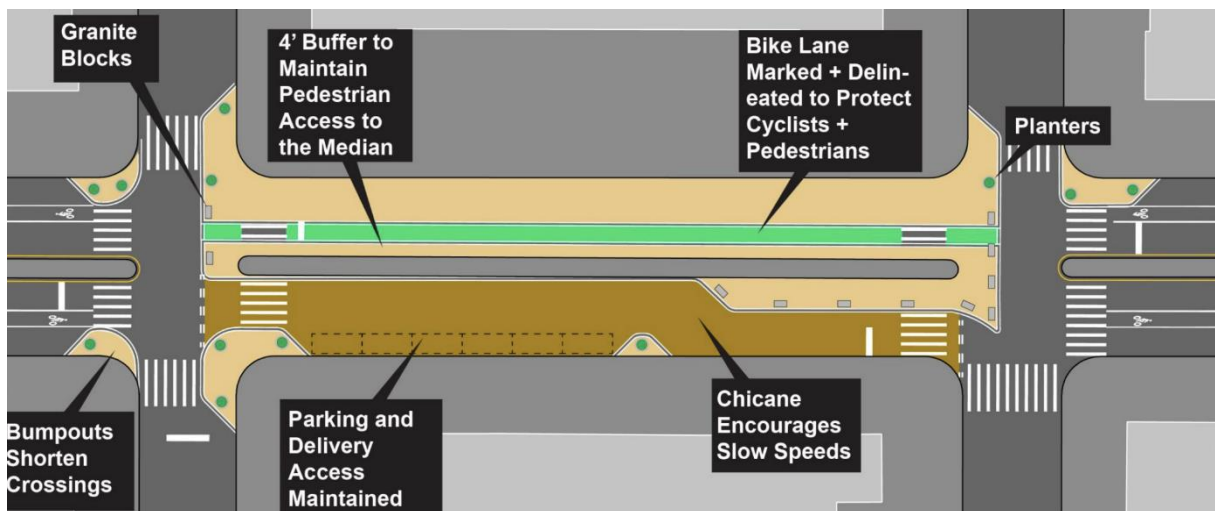 Granite
Blocks
4’ Buffer to
Maintain
Pedestrian
Access to
the Median
Bike Lane
Marked + Delin-
eated to Protect
Cyclists +
Pedestrians
Planters
Bumpouts
Shorten
Crossings
Parking and
Delivery
Access
Maintained
Chicane
Encourages
Slow Speeds